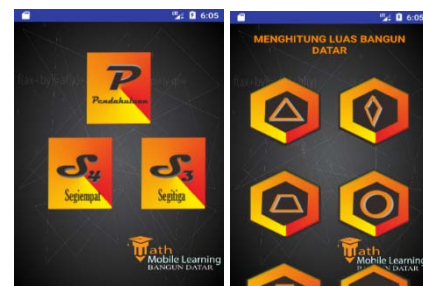 6:05
P
Pendahuluan
S4
Segiempat
S3
Segitiga
Math
Mobile Learning
BANGUN DATAR
6:05
MENGHITUNG LUAS BANGUN
DATAR
Math
Mobile Learning
BANGUN DATAR